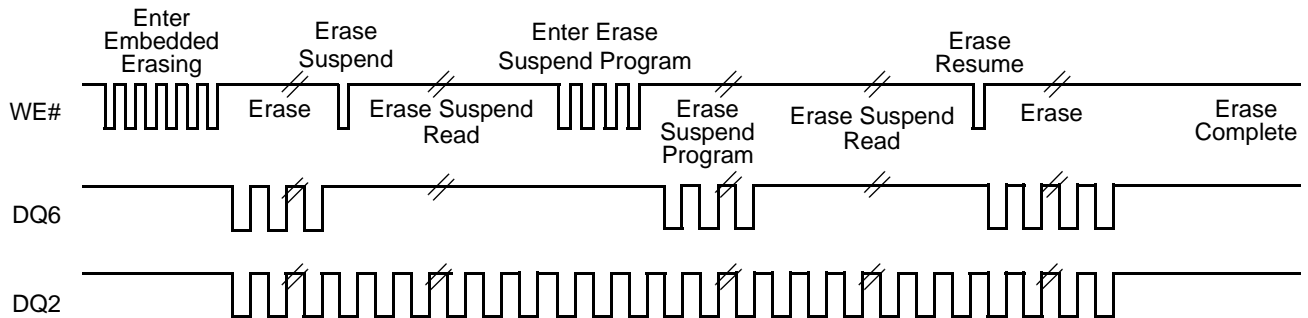 Enter
Embedded
Erasing
Erase
Suspend
Enter Erase
Suspend Program
Erase
Resume
WE#
Erase
Erase Suspend
Read
Erase
Suspend
Program
Erase Suspend
Read
Erase
Erase
Complete
DQ6
DQ2